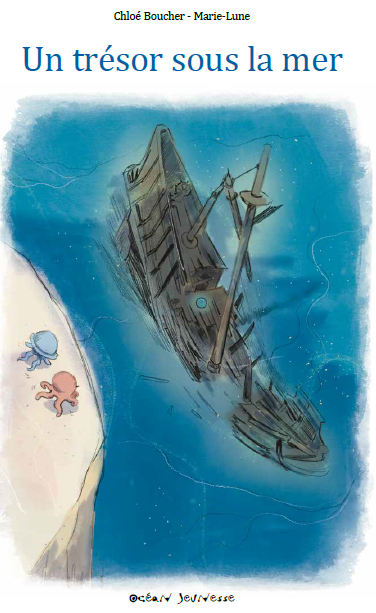 Chloé Boucher - Marie-Lune
Un trésor sous la mer
Océan Jeunesse